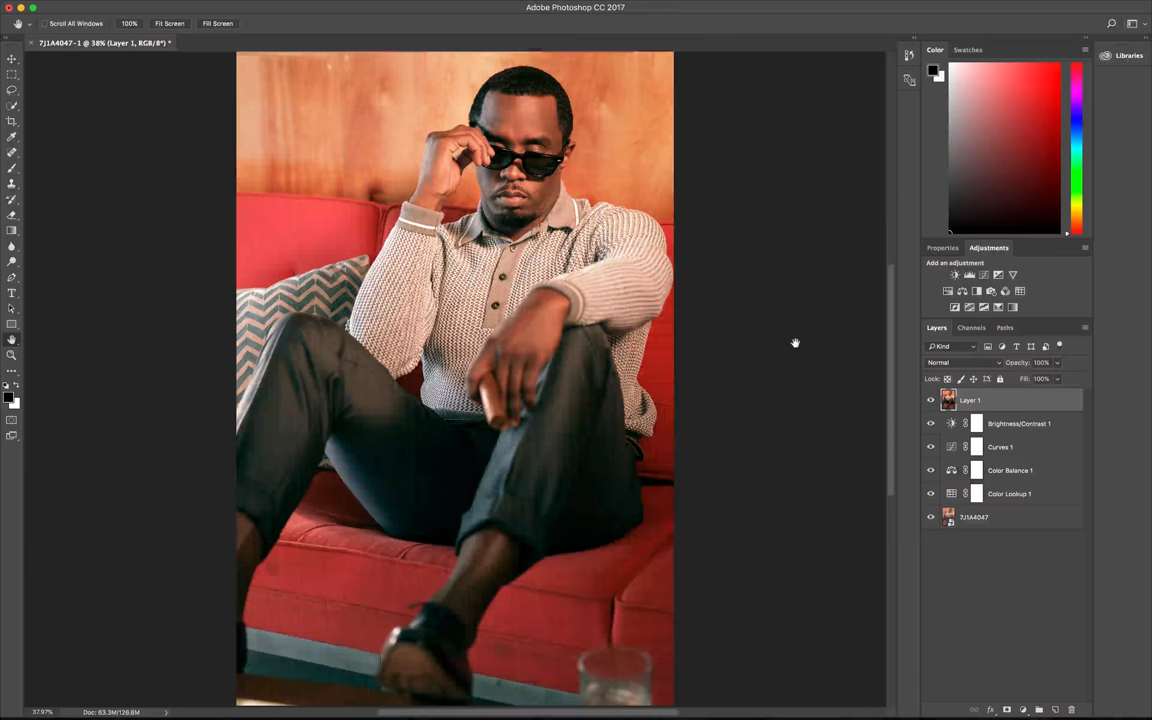 Adobe Photoshop CC 2017
Scroll All Windows 100% Fit Screen Fill Screen
7J1A4047-1 @ 38% (Layer 1, RGB/8*) *
Color Swatches
Libraries
Properties Adjustments
Add an adjustment
Layers Channels Paths
Kind
Normal Opacity: 100%
Lock: Fill: 100%
Layer 1
Brightness/Contrast 1
Curves 1
Color Balance 1
Color Lookup 1
7J1A4047
37.97% Doc: 63.3M/126.6M